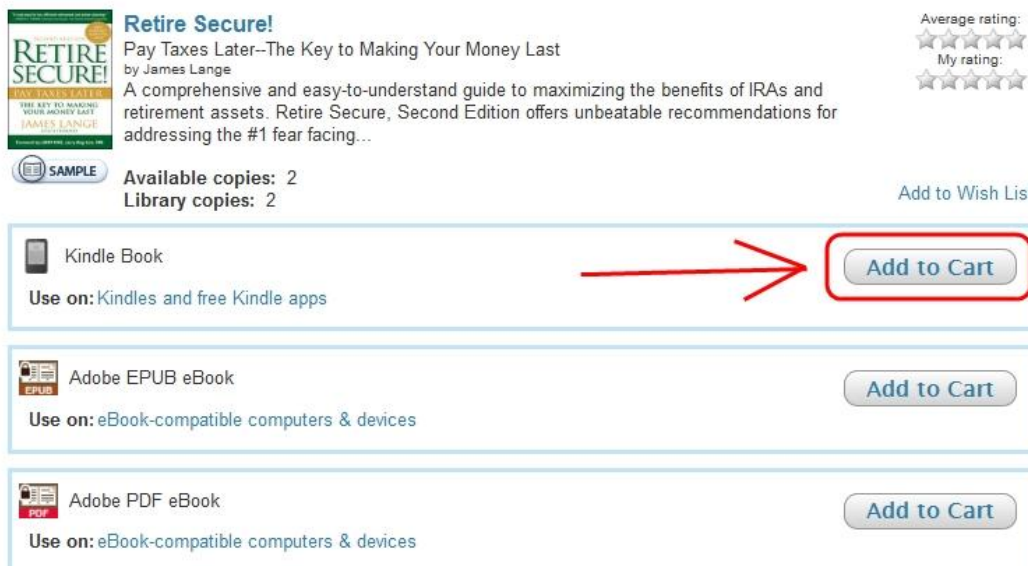 Retire Secure!
Pay Taxes Later--The Key to Making Your Money Last
by James Lange
A comprehensive and easy-to-understand guide to maximizing the benefits of IRAs and
retirement assets. Retire Secure, Second Edition offers unbeatable recommendations for
addressing the #1 fear facing...
Average rating:
My rating:
RETIRE
SECURE!
PAY TAXES LATER
THE KEY TO MAKING
YOUR MONEY LAST
JAMES LANGE
SAMPLE
Available copies: 2
Library copies: 2
Add to Wish Lis
Kindle Book
Add to Cart
Use on: Kindles and free Kindle apps
EPUB
Adobe EPUB eBook
Add to Cart
Use on: eBook-compatible computers & devices
PDF
Adobe PDF eBook
Add to Cart
Use on: eBook-compatible computers & devices